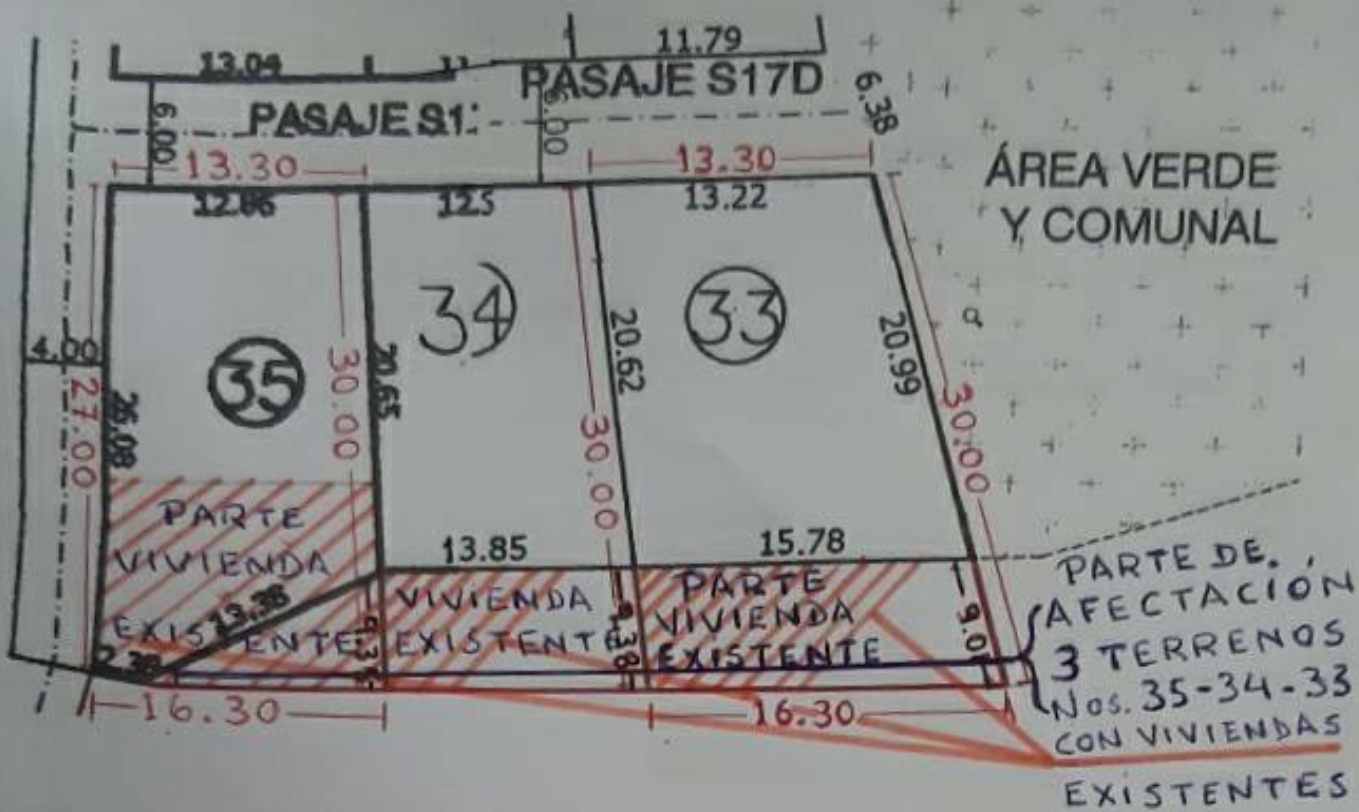 13.04
11.79
PASAJE S17D
6.38
PASAJE S1
6.00
6.00
13.30
13.30
12.86
12.5
13.22
ÁREA VERDE
Y COMUNAL
34
33
35
4.00
27.00
26.08
30.00
20.65
30.00
20.62
20.99
30.00
13.85
15.78
PARTE
VIVIENDA
EXISTENTE
13.38
2.30
VIVIENDA
EXISTENTE
9.38
PARTE
VIVIENDA
EXISTENTE
9.01
PARTE DE
AFECTACIÓN
3 TERRENOS
Nos. 35-34-33
CON VIVIENDAS
EXISTENTES
16.30
16.30